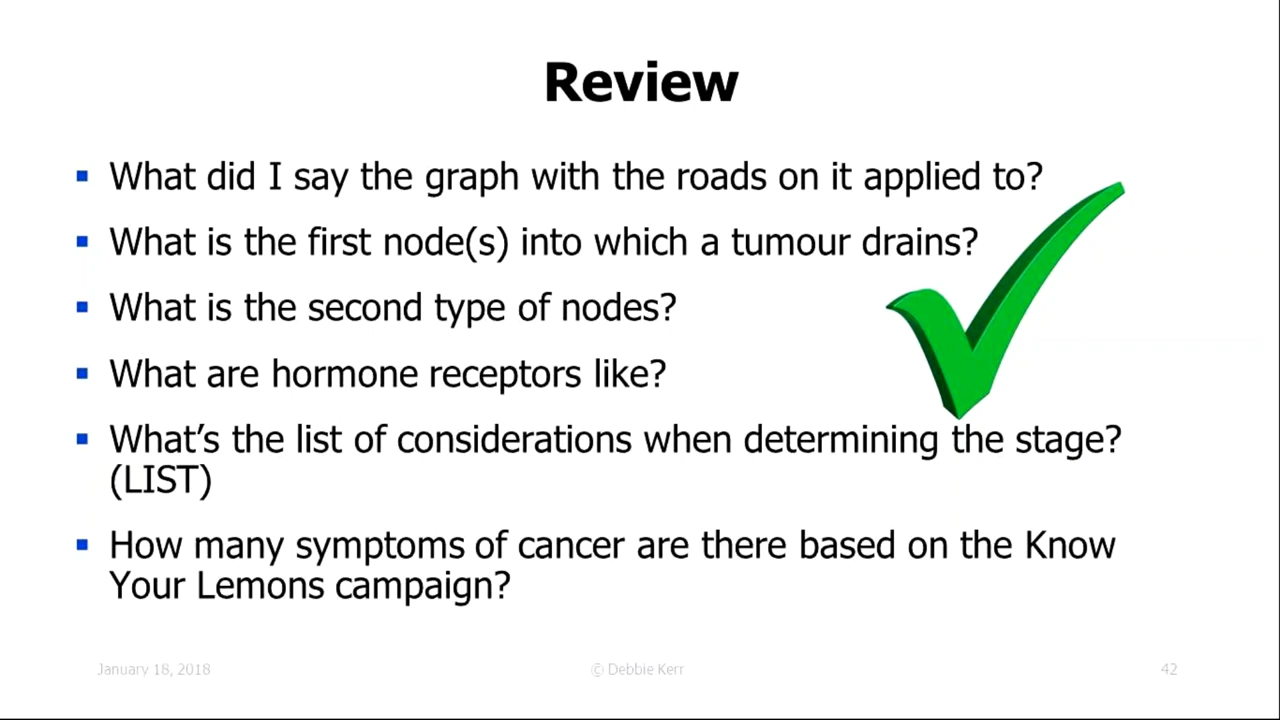 Review
▪ What did I say the graph with the roads on it applied to?
▪ What is the first node(s) into which a tumour drains?
▪ What is the second type of nodes?
▪ What are hormone receptors like?
▪ What’s the list of considerations when determining the stage?
(LIST)
▪ How many symptoms of cancer are there based on the Know
Your Lemons campaign?
January 18, 2018 © Debbie Kerr 42